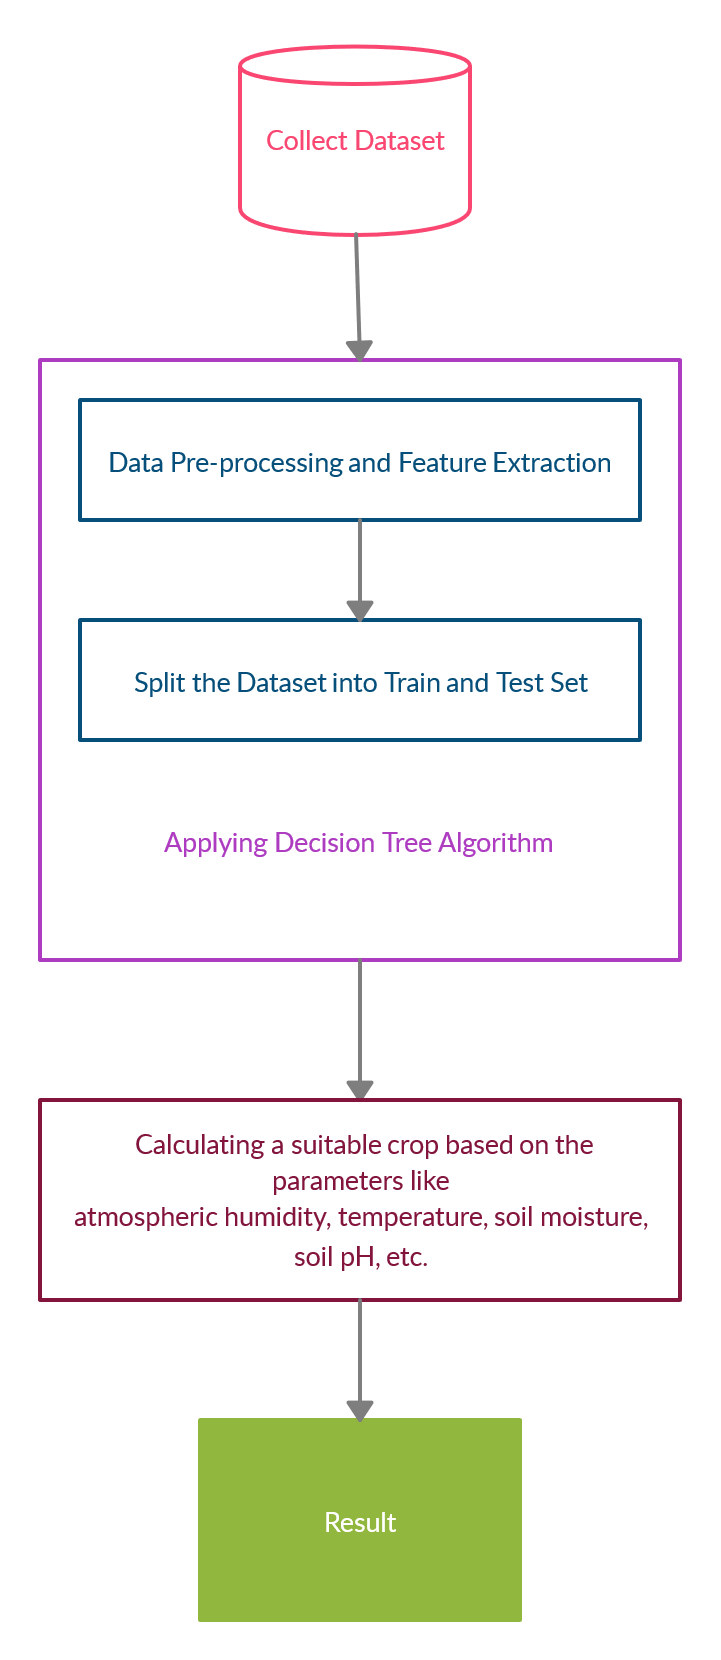 Collect Dataset
Data Pre-processing and Feature Extraction
Split the Dataset into Train and Test Set
Applying Decision Tree Algorithm
Calculating a suitable crop based on the
parameters like
atmospheric humidity, temperature, soil moisture,
soil pH, etc.
Result